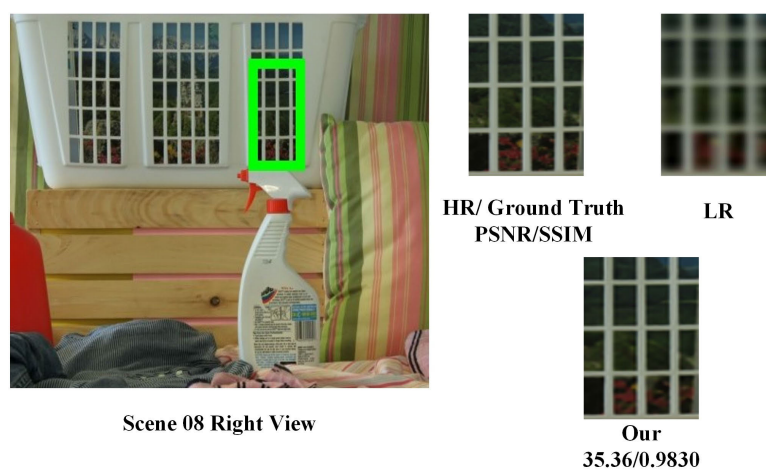 HR/ Ground Truth
PSNR/SSIM
LR
Scene 08 Right View
Our
35.36/0.9830